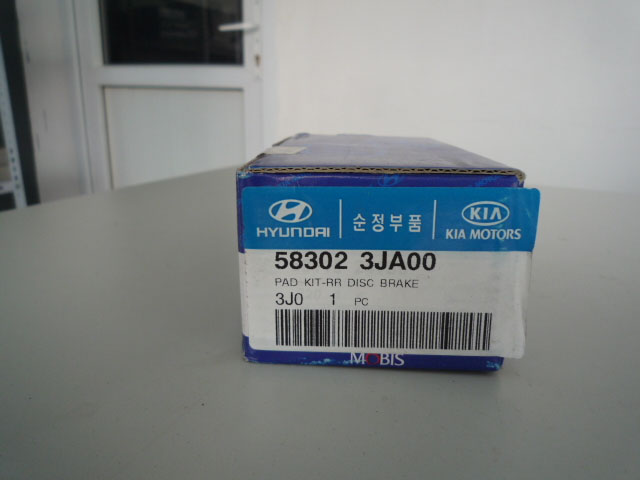 HYUNDAI 순정부품 KIA
KIA MOTORS
58302 3JA00
PAD KIT-RR DISC BRAKE
3J0 1 PC
MOBIS